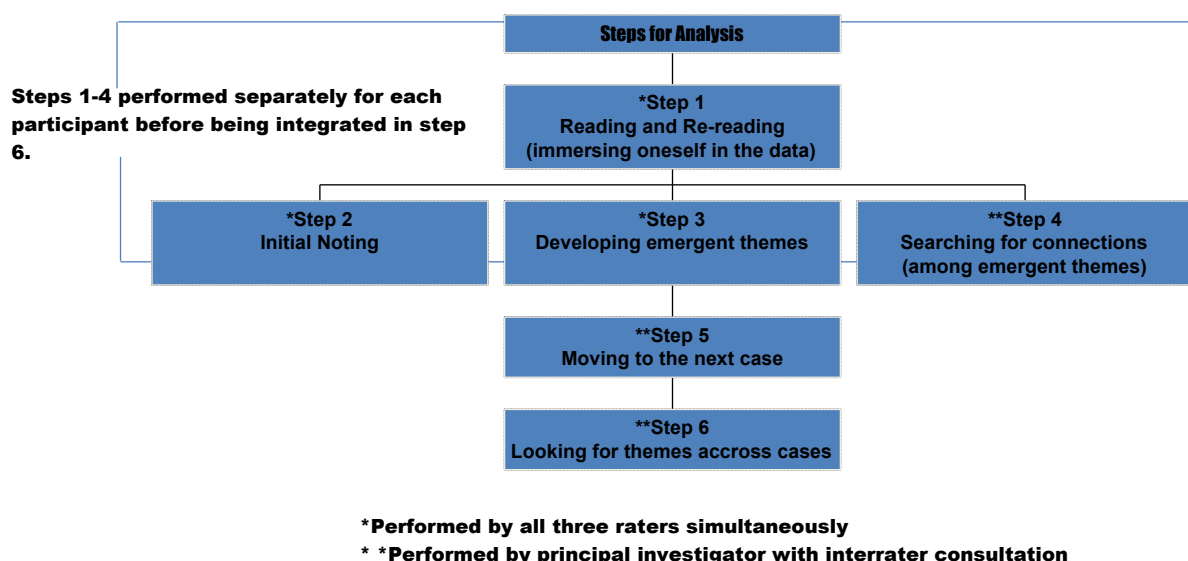 Steps for Analysis
Steps 1-4 performed separately for each
participant before being integrated in step
6.
*Step 1
Reading and Re-reading
(immersing oneself in the data)
*Step 2
Initial Noting
*Step 3
Developing emergent themes
**Step 4
Searching for connections
(among emergent themes)
**Step 5
Moving to the next case
**Step 6
Looking for themes accross cases
*Performed by all three raters simultaneously
* *Performed by principal investigator with interrater consultation